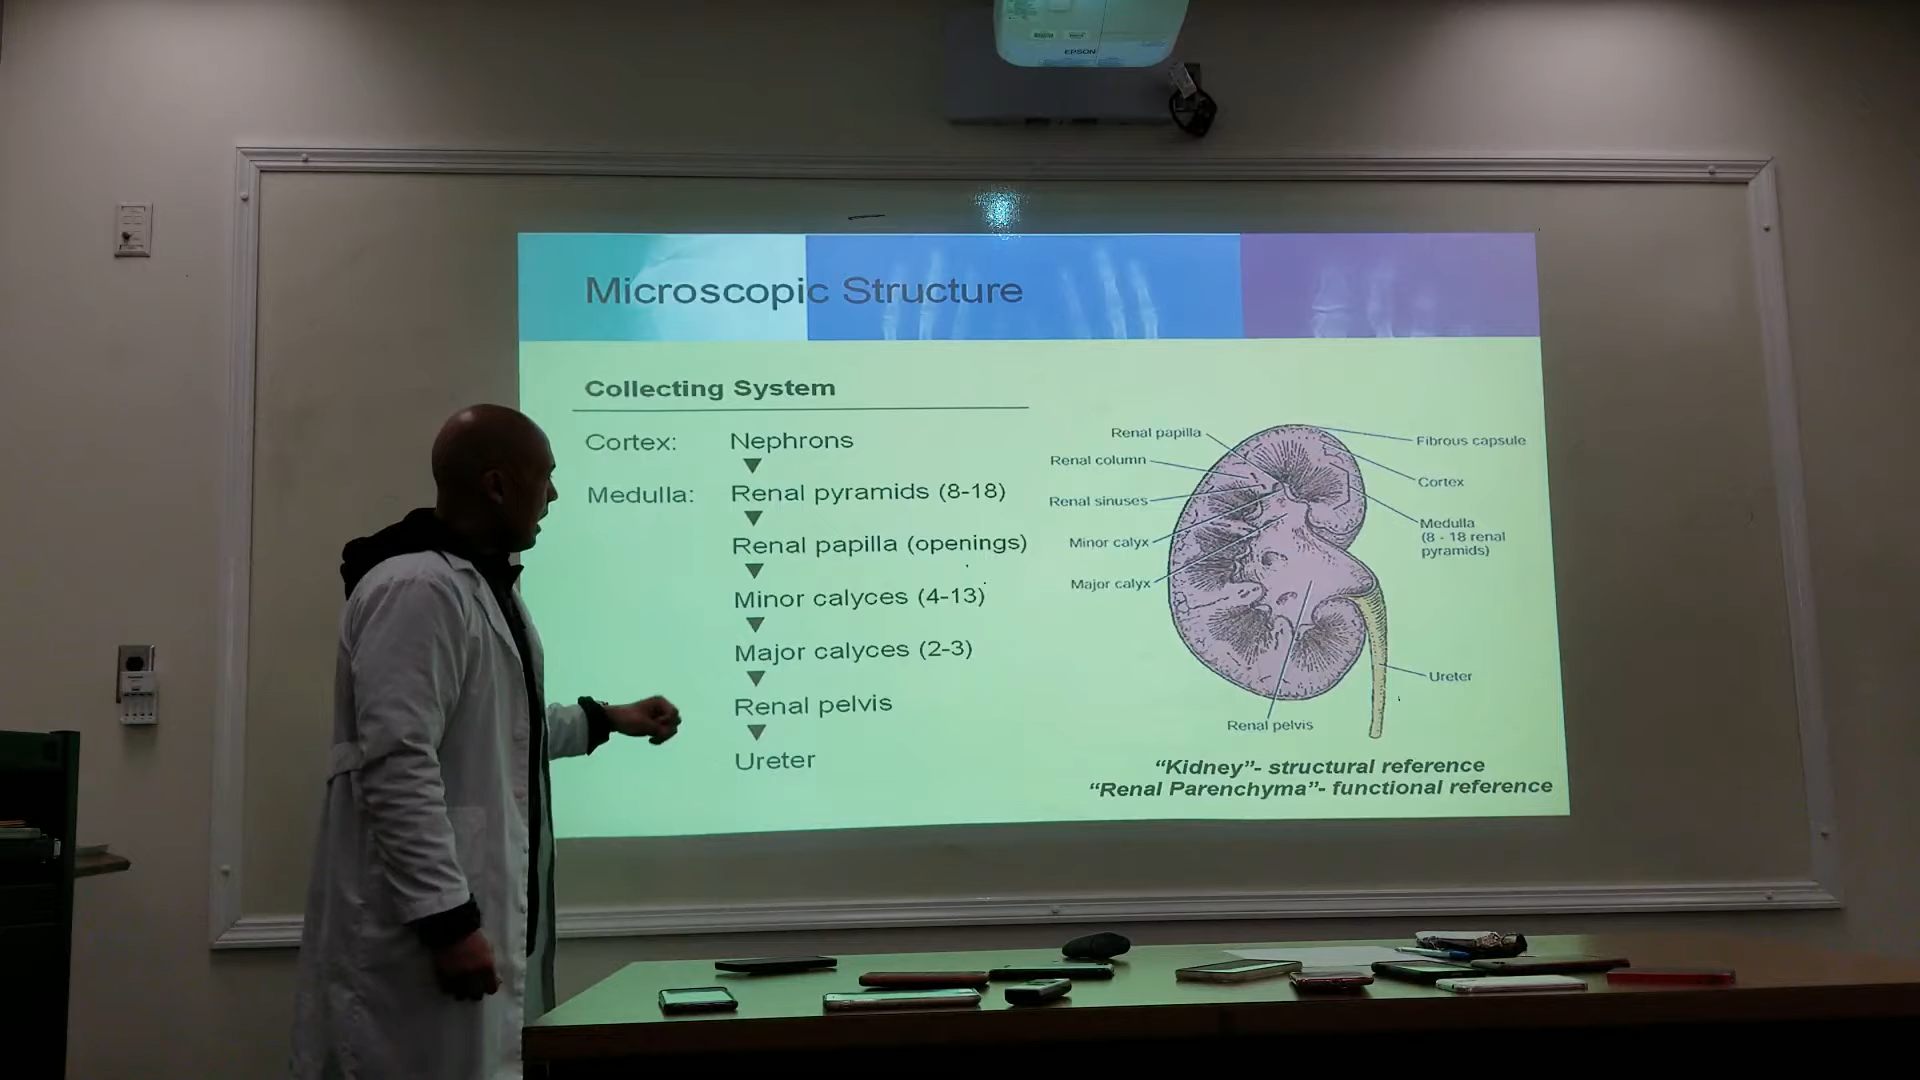 EPSON
Microscopic Structure
Collecting System
Cortex: Nephrons
Medulla: Renal pyramids (8-18)
Renal papilla (openings)
Minor calyces (4-13)
Major calyces (2-3)
Renal pelvis
Ureter
Renal papilla
Renal column
Renal sinuses
Minor calyx
Major calyx
Renal pelvis
Fibrous capsule
Cortex
Medulla
(8 - 18 renal
pyramids)
Ureter
“Kidney”- structural reference
“Renal Parenchyma”- functional reference